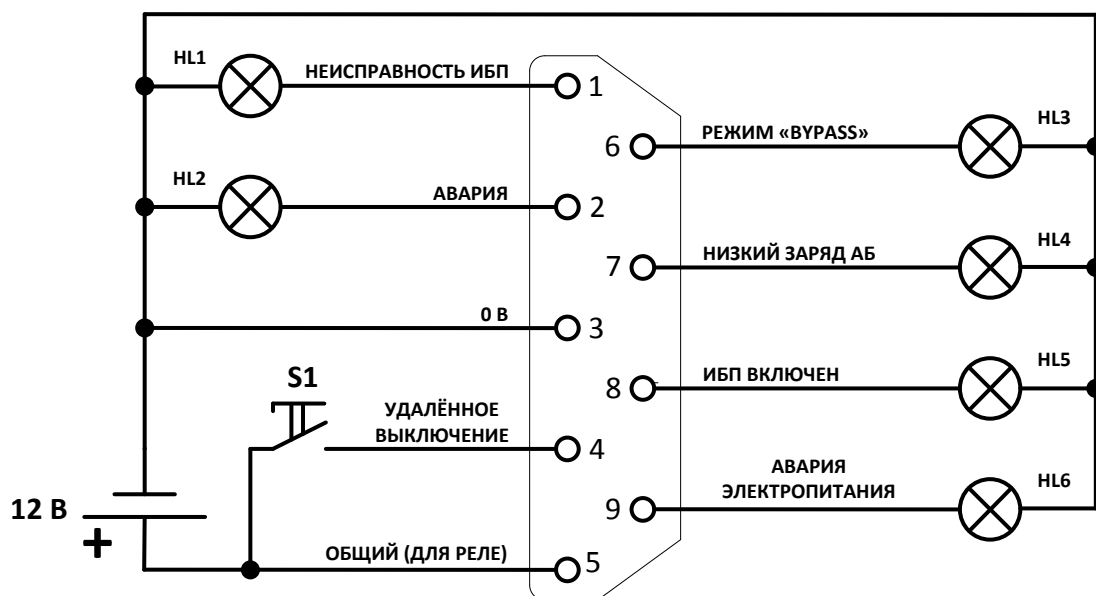 HL1
НЕИСПРАВНОСТЬ ИБП
1
6
РЕЖИМ «BYPASS»
HL3
HL2
АВАРИЯ
2
7
НИЗКИЙ ЗАРЯД АБ
HL4
0 В
3
S1
8
ИБП ВКЛЮЧЕН
HL5
УДАЛЁННОЕ
ВЫКЛЮЧЕНИЕ
4
АВАРИЯ
ЭЛЕКТРОПИТАНИЯ
9
HL6
12 В
+
ОБЩИЙ (ДЛЯ РЕЛЕ)
5